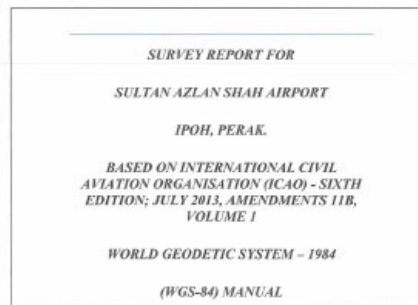 SURVEY REPORT FOR
SULTAN AZLAN SHAH AIRPORT
IPOH, PERAK.
BASED ON INTERNATIONAL CIVIL
AVIATION ORGANISATION (ICAO) - SIXTH
EDITION; JULY 2013, AMENDMENTS 11B,
VOLUME 1
WORLD GEODETIC SYSTEM – 1984
(WGS-84) MANUAL